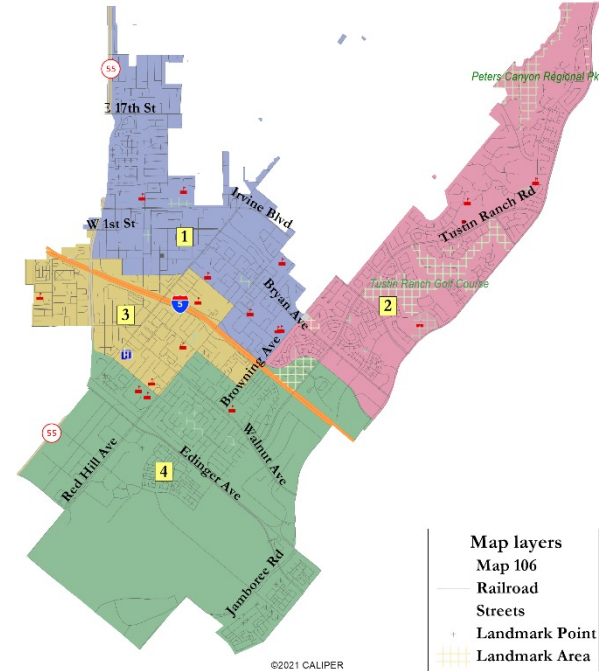 55
E 17th St
Peters Canyon Regional Pk
Irvine Blvd
Tustin Ranch Rd
W 1st St
1
Tustin Ranch Golf Course
Bryan Ave
5
2
3
H
Browning Ave
55
Walnut Ave
Red Hill Ave
Edinger Ave
4
Jamboree Rd
Map layers
Map 106
Railroad
Streets
Landmark Point
Landmark Area
©2021 CALIPER